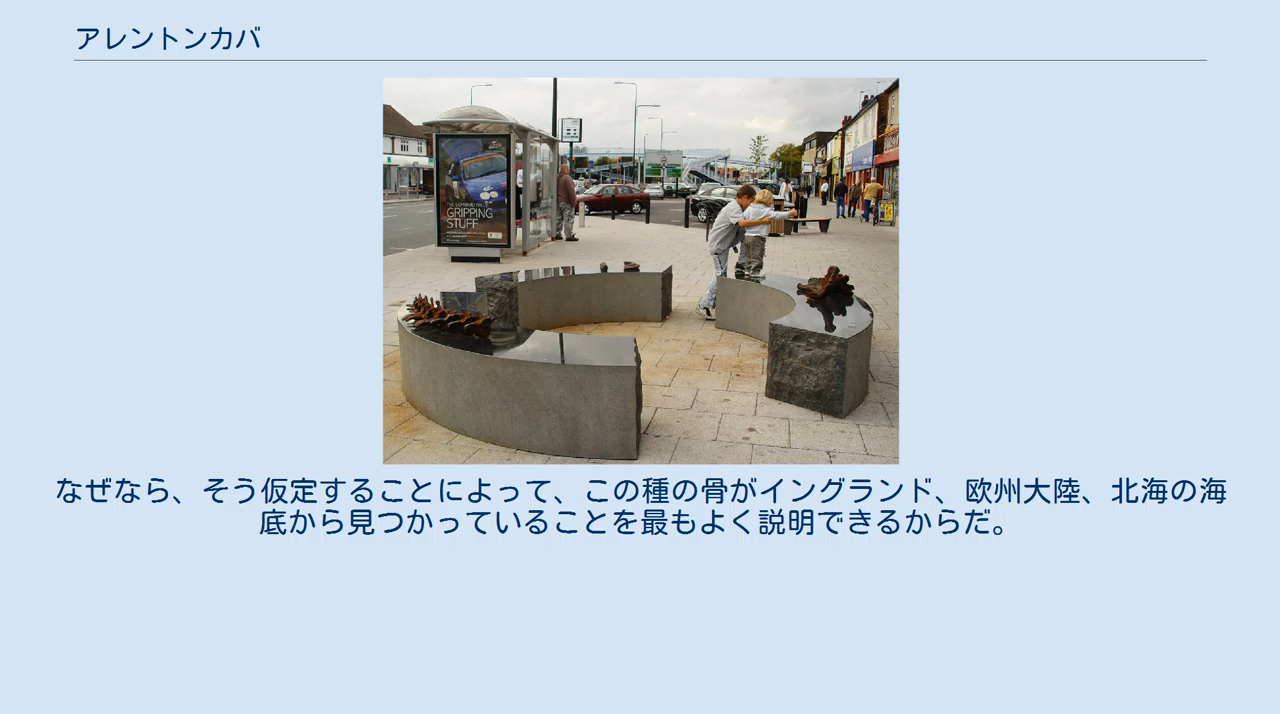 アレントンカバ
GRIPPING
STUFF
なぜなら、そう仮定することによって、この種の骨がイングランド、欧州大陸、北海の海
底から見つかっていることを最もよく説明できるからだ。